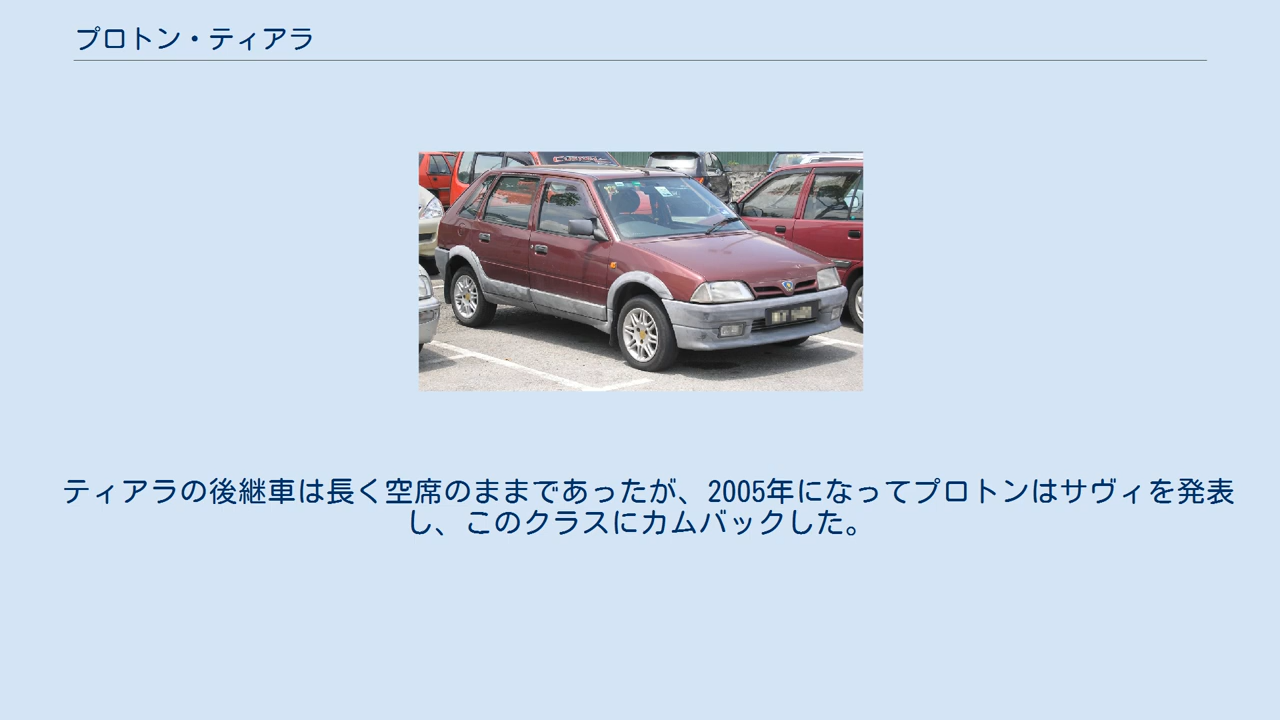 プロトン・ティアラ
ティアラの後継車は長く空席のままであったが、2005年になってプロトンはサヴィを発表
し、このクラスにカムバックした。